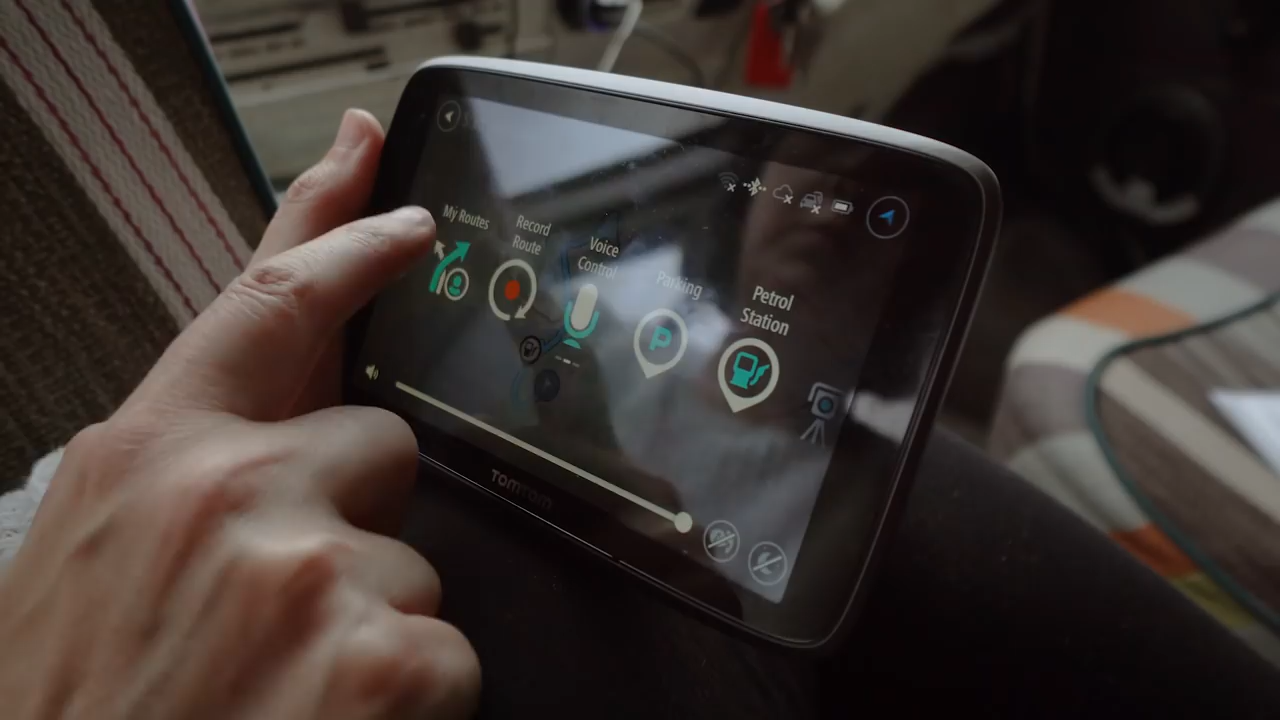 My Routes
Record
Route
Voice
Control
Parking
Petrol
Station
P
TOMTOM